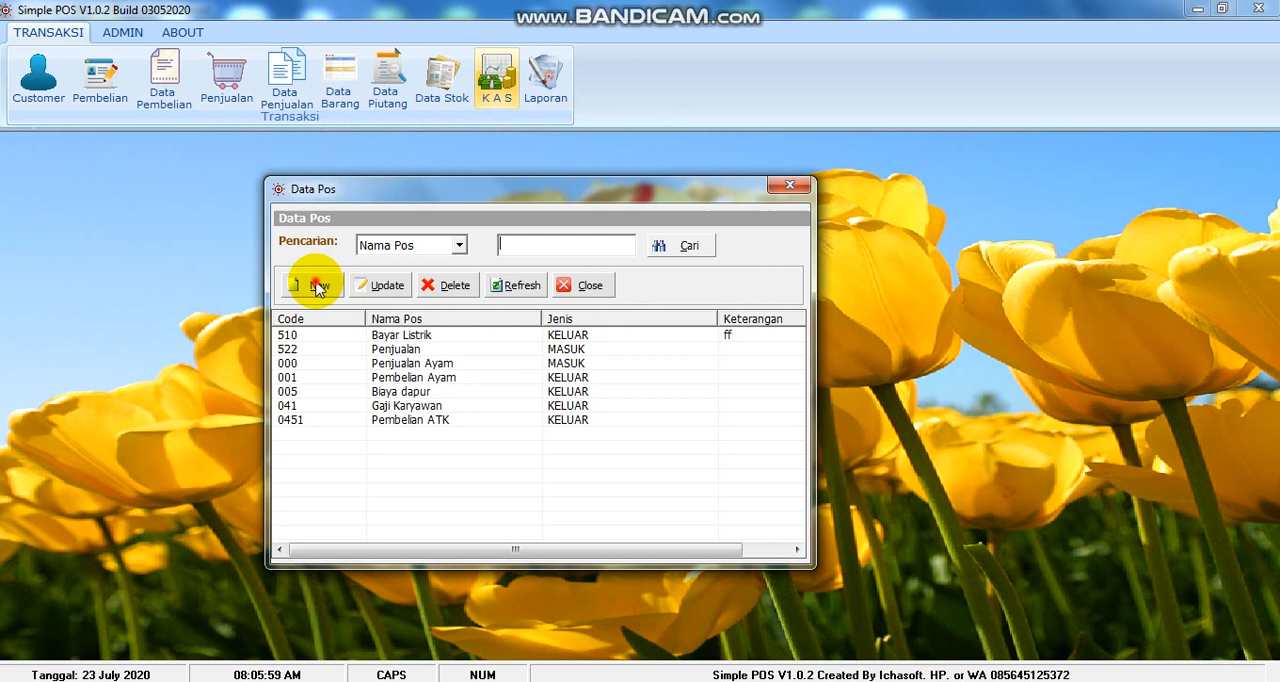 Simple POS V1.0.2 Build 03052020
www.BANDICAM.com
TRANSAKSI ADMIN ABOUT
Customer Pembelian Data Pembelian Penjualan Data Penjualan Data Barang Data Piutang Data Stok K A S Laporan
Transaksi
Data Pos
Data Pos
Pencarian: Nama Pos Cari
New Update Delete Refresh Close
Code Nama Pos Jenis Keterangan
510 Bayar Listrik KELUAR ff
522 Penjualan MASUK
000 Penjualan Ayam MASUK
001 Pembelian Ayam KELUAR
005 Biaya dapur KELUAR
041 Gaji Karyawan KELUAR
0451 Pembelian ATK KELUAR
Tanggal: 23 July 2020 08:05:59 AM CAPS NUM Simple POS V1.0.2 Created By Ichasoft. HP. or WA 085645125372